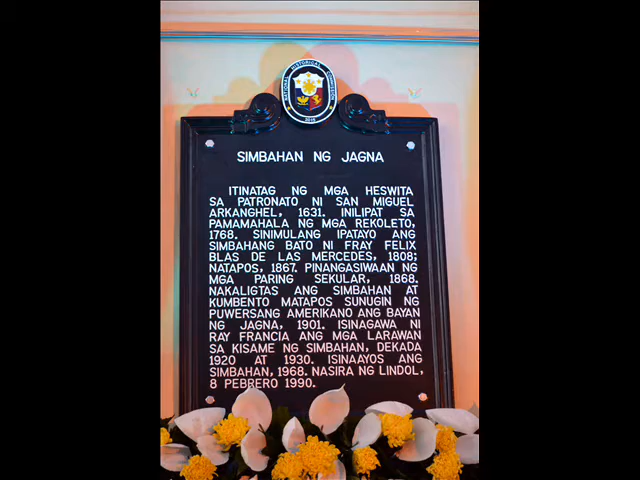 NATIONAL HISTORICAL COMMISSION
SIMBAHAN NG JAGNA
ITINATAG NG MGA HESWITA
SA PATRONATO NI SAN MIGUEL
ARKANGHEL, 1631. INILIPAT SA
PAMAMAHALA NG MGA REKOLETO,
1768. SINIMULANG IPATAYO ANG
SIMBAHANG BATO NI FRAY FELIX
BLAS DE LAS MERCEDES, 1808;
NATAPOS, 1867. PINANGASIWAAN NG
MGA PARING SEKULAR, 1868.
NAKALIGTAS ANG SIMBAHAN AT
KUMBENTO MATAPOS SUNUGIN NG
PUWERSANG AMERIKANO ANG BAYAN
NG JAGNA, 1901. ISINAGAWA NI
RAY FRANCIA ANG MGA LARAWAN
SA KISAME NG SIMBAHAN, DEKADA
1920 AT 1930. ISINAAYOS ANG
SIMBAHAN, 1968. NASIRA NG LINDOL,
8 PEBRERO 1990.